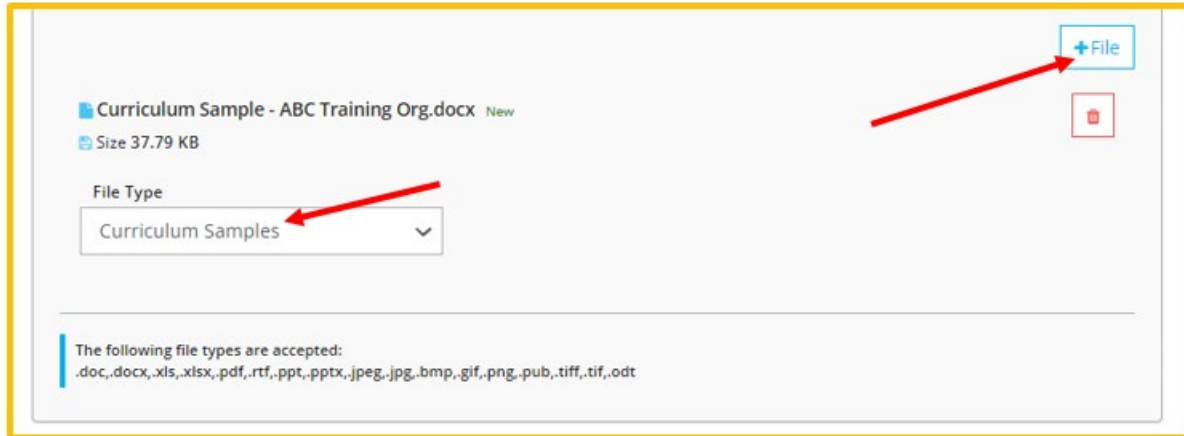 +File
Curriculum Sample - ABC Training Org.docx New
Size 37.79 KB
File Type
Curriculum Samples
The following file types are accepted:
.doc,.docx,.xls,.xlsx,.pdf,.rtf,.ppt,.pptx,.jpeg,.jpg,.bmp,.gif,.png,.pub,.tiff,.tif,.odt